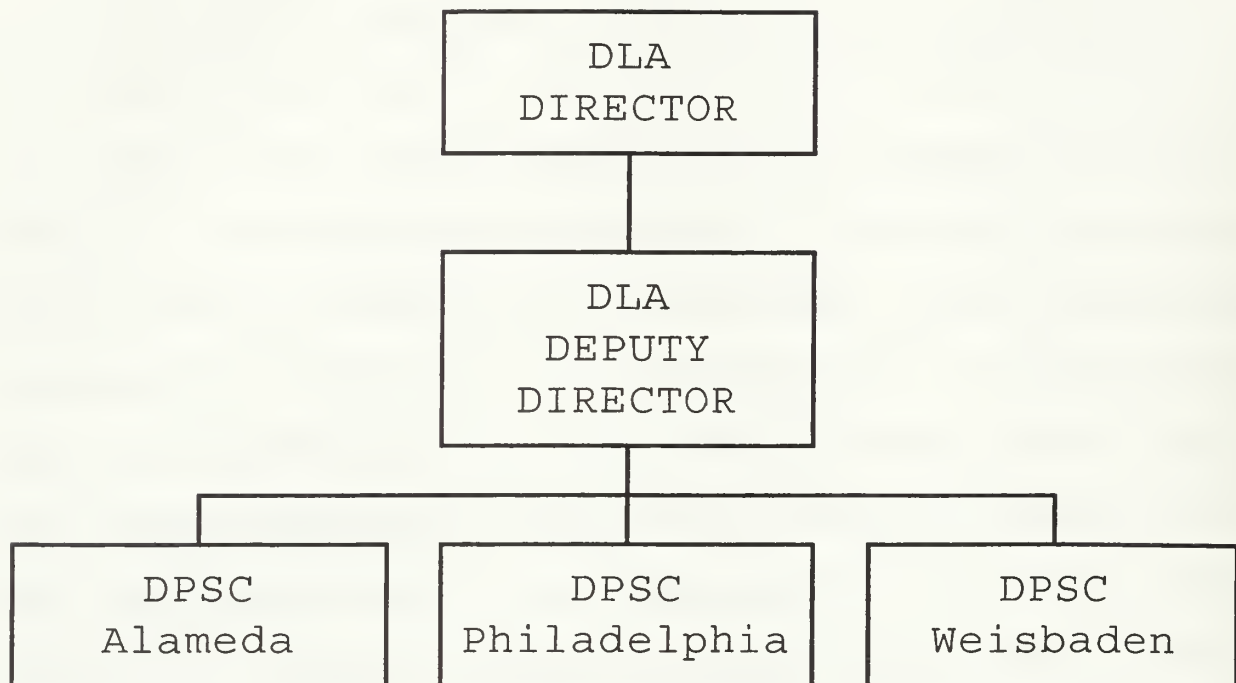 DLA
DIRECTOR
DLA
DEPUTY
DIRECTOR
DPSC
Alameda
DPSC
Philadelphia
DPSC
Weisbaden